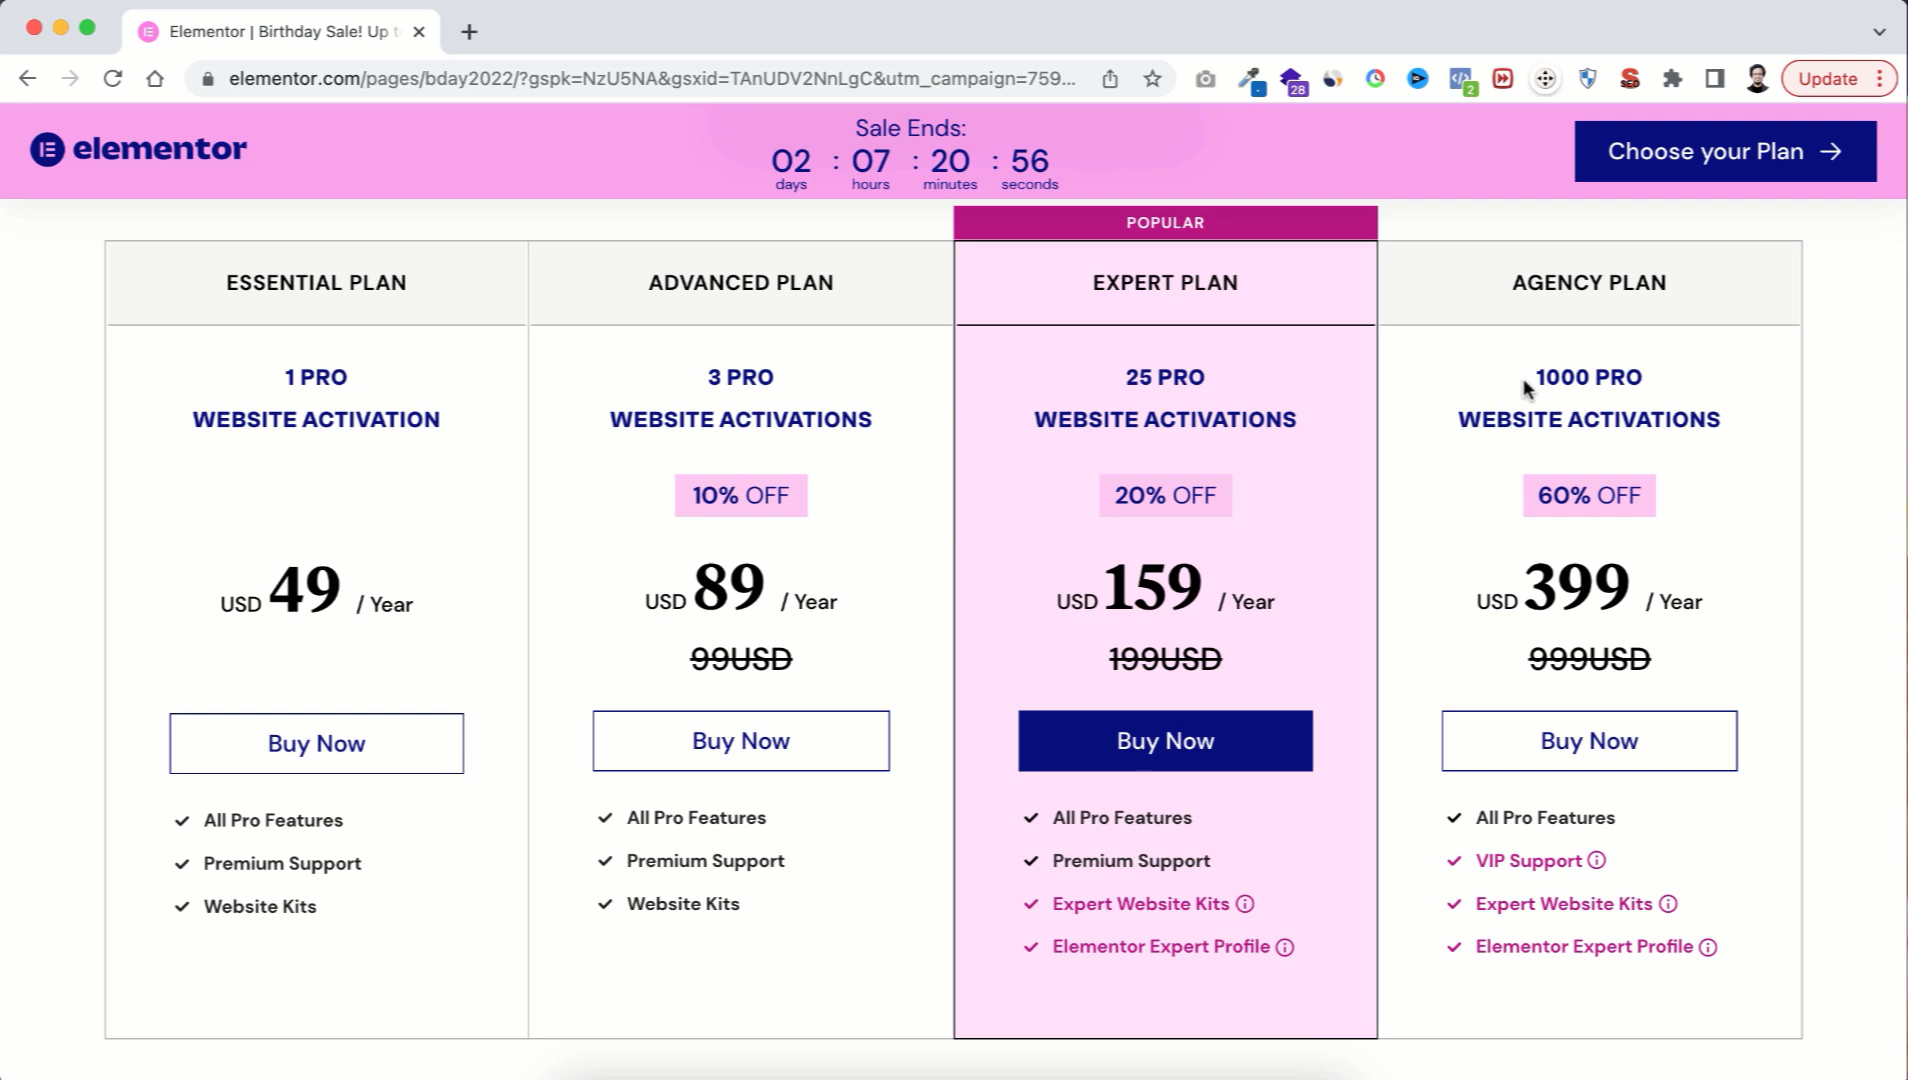 Elementor | Birthday Sale! Up t
elementor.com/pages/bday2022/?gspk=NzU5NA&gsxid=TAnUDV2NnLgC&utm_campaign=759...
28
2
SEO
Update
elementor
Sale Ends:
02 : 07 : 20 : 56
days hours minutes seconds
Choose your Plan
POPULAR
ESSENTIAL PLAN
1 PRO
WEBSITE ACTIVATION
USD 49 / Year
Buy Now
All Pro Features
Premium Support
Website Kits
ADVANCED PLAN
3 PRO
WEBSITE ACTIVATIONS
10% OFF
USD 89 / Year
99USD
Buy Now
All Pro Features
Premium Support
Website Kits
EXPERT PLAN
25 PRO
WEBSITE ACTIVATIONS
20% OFF
USD 159 / Year
199USD
Buy Now
All Pro Features
Premium Support
Expert Website Kits
Elementor Expert Profile
AGENCY PLAN
1000 PRO
WEBSITE ACTIVATIONS
60% OFF
USD 399 / Year
999USD
Buy Now
All Pro Features
VIP Support
Expert Website Kits
Elementor Expert Profile